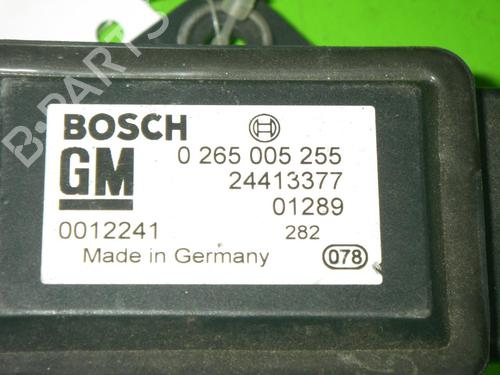 B-PARTS
BOSCH
GM
0 265 005 255
24413377
01289
0012241
282
Made in Germany
078